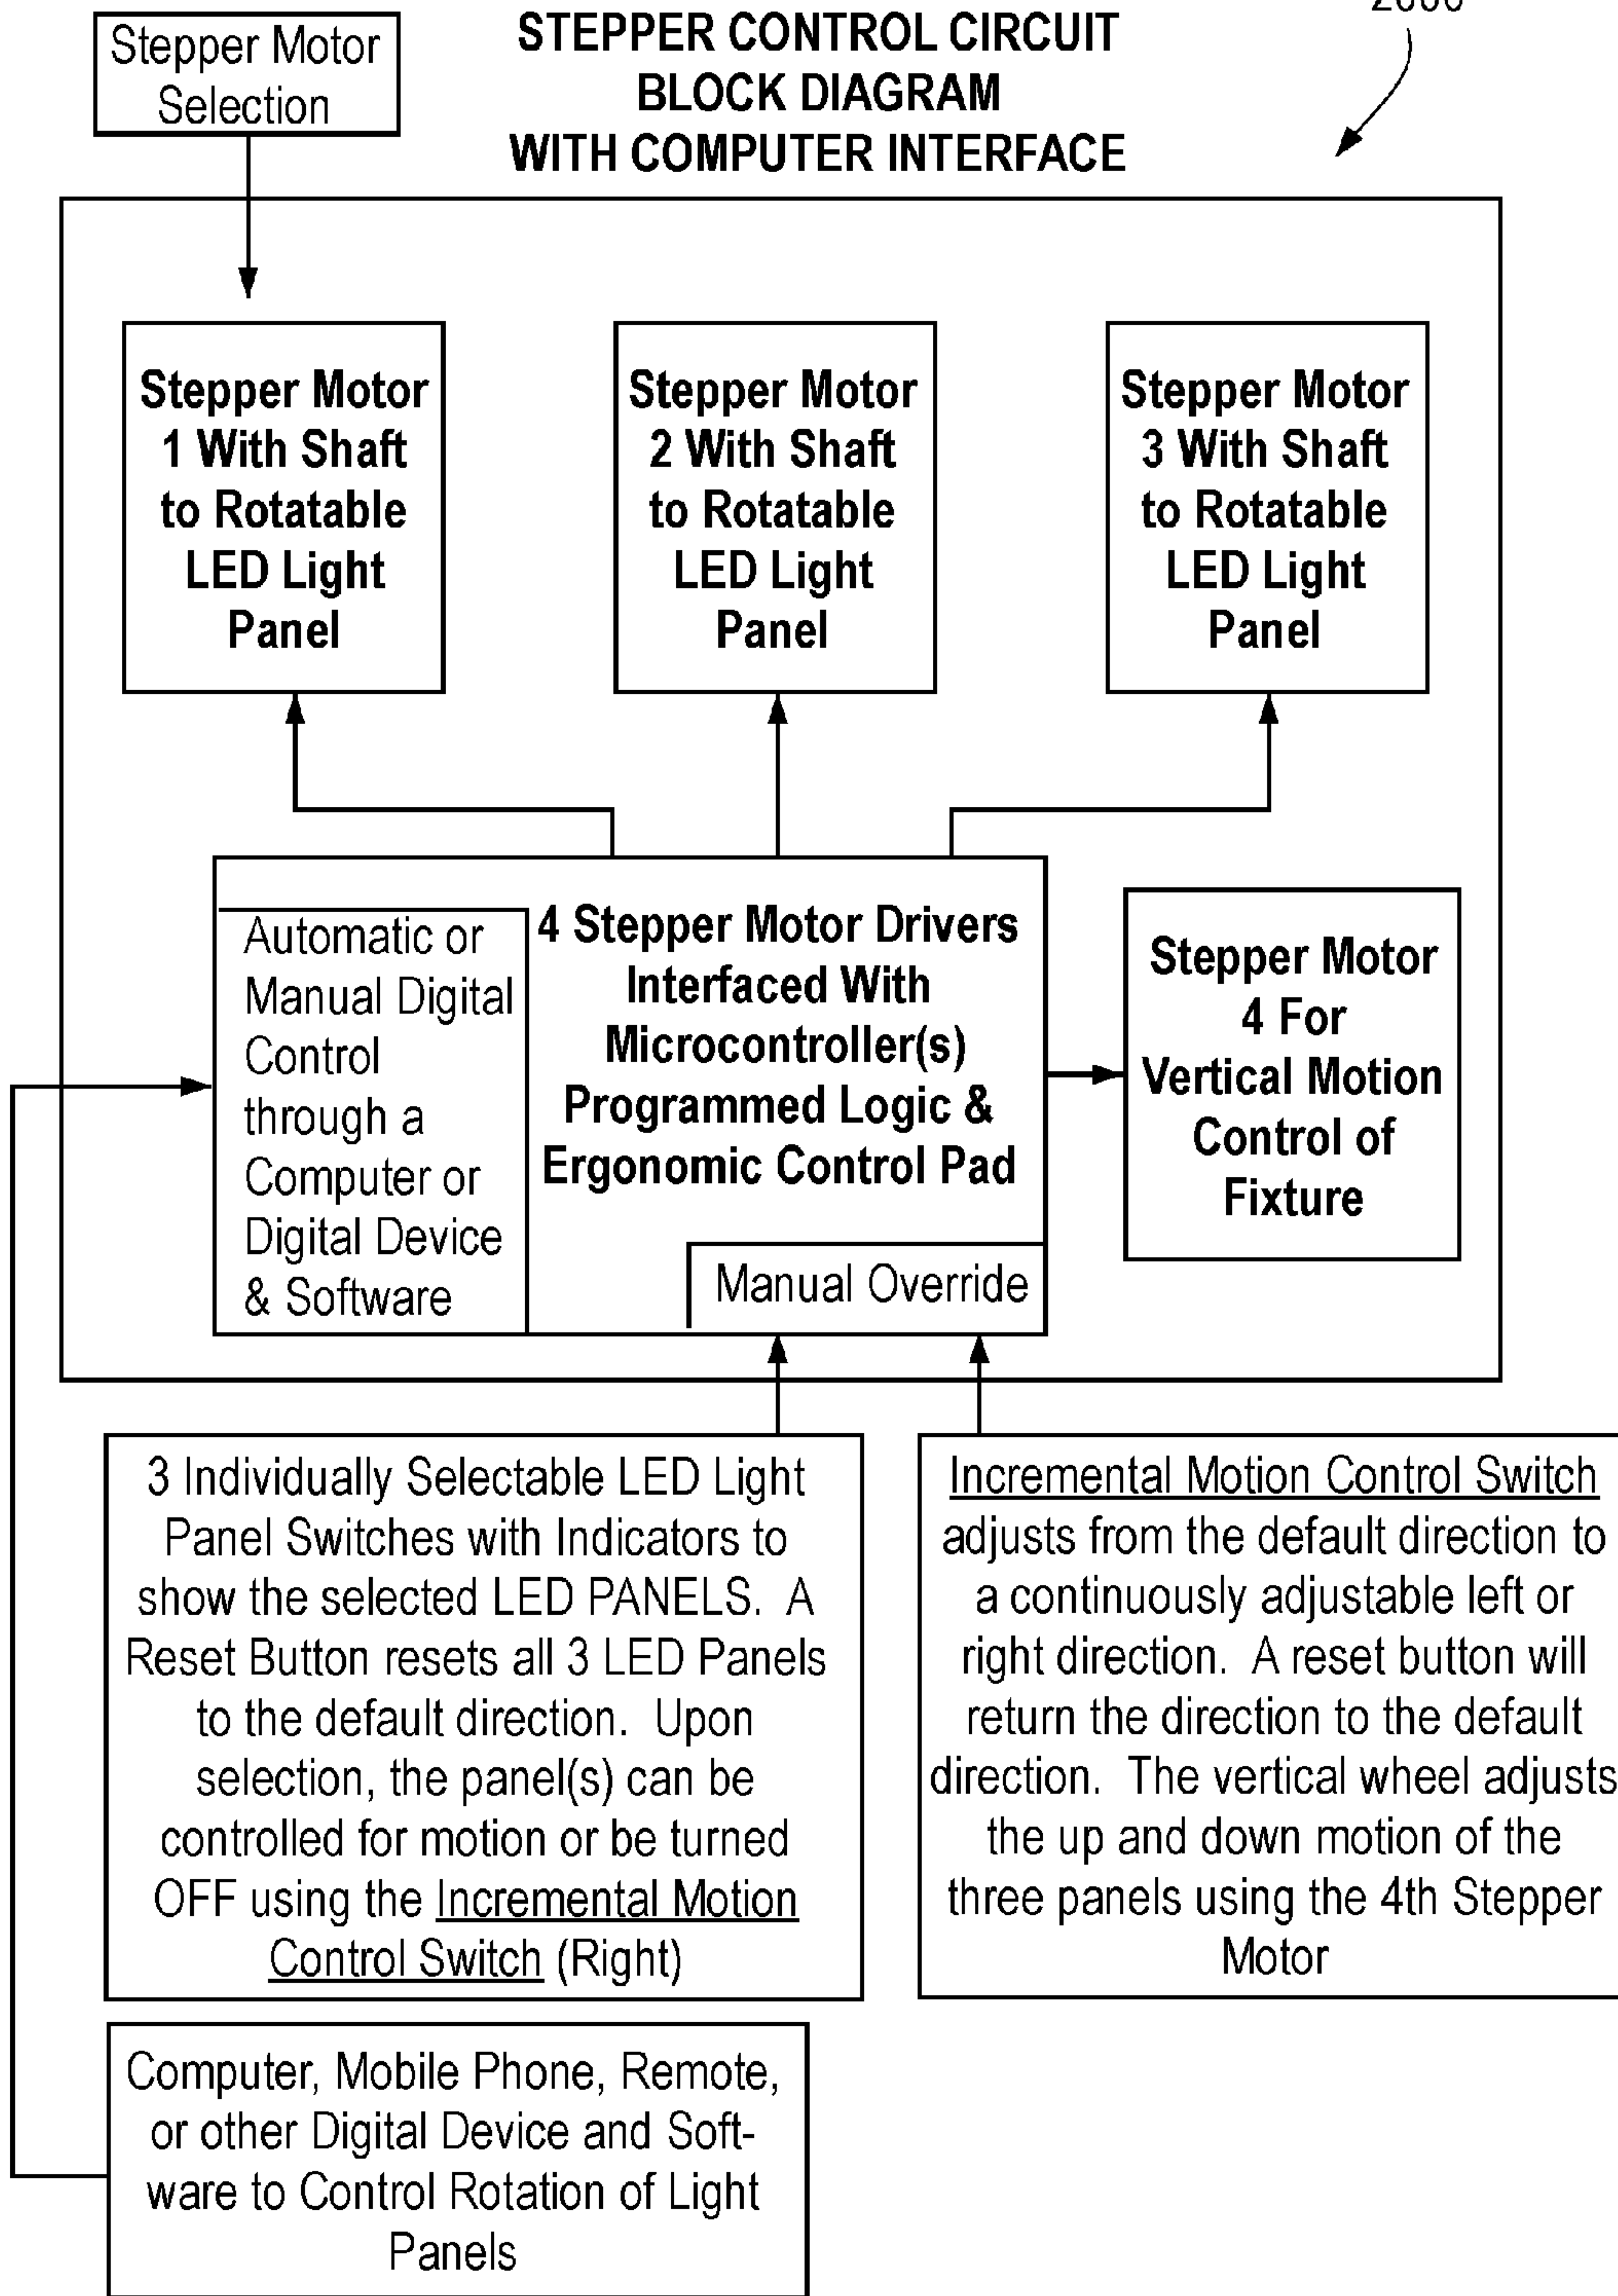 Stepper Motor
Selection
STEPPER CONTROL CIRCUIT
BLOCK DIAGRAM
WITH COMPUTER INTERFACE
Stepper Motor
1 With Shaft
to Rotatable
LED Light
Panel
Stepper Motor
2 With Shaft
to Rotatable
LED Light
Panel
Stepper Motor
3 With Shaft
to Rotatable
LED Light
Panel
Automatic or
Manual Digital
Control
through a
Computer or
Digital Device
& Software
4 Stepper Motor Drivers
Interfaced With
Microcontroller(s)
Programmed Logic &
Ergonomic Control Pad
Manual Override
Stepper Motor
4 For
Vertical Motion
Control of
Fixture
3 Individually Selectable LED Light
Panel Switches with Indicators to
show the selected LED PANELS. A
Reset Button resets all 3 LED Panels
to the default direction. Upon
selection, the panel(s) can be
controlled for motion or be turned
OFF using the Incremental Motion
Control Switch (Right)
Incremental Motion Control Switch
adjusts from the default direction to
a continuously adjustable left or
right direction. A reset button will
return the direction to the default
direction. The vertical wheel adjusts
the up and down motion of the
three panels using the 4th Stepper
Motor
Computer, Mobile Phone, Remote,
or other Digital Device and Soft-
ware to Control Rotation of Light
Panels